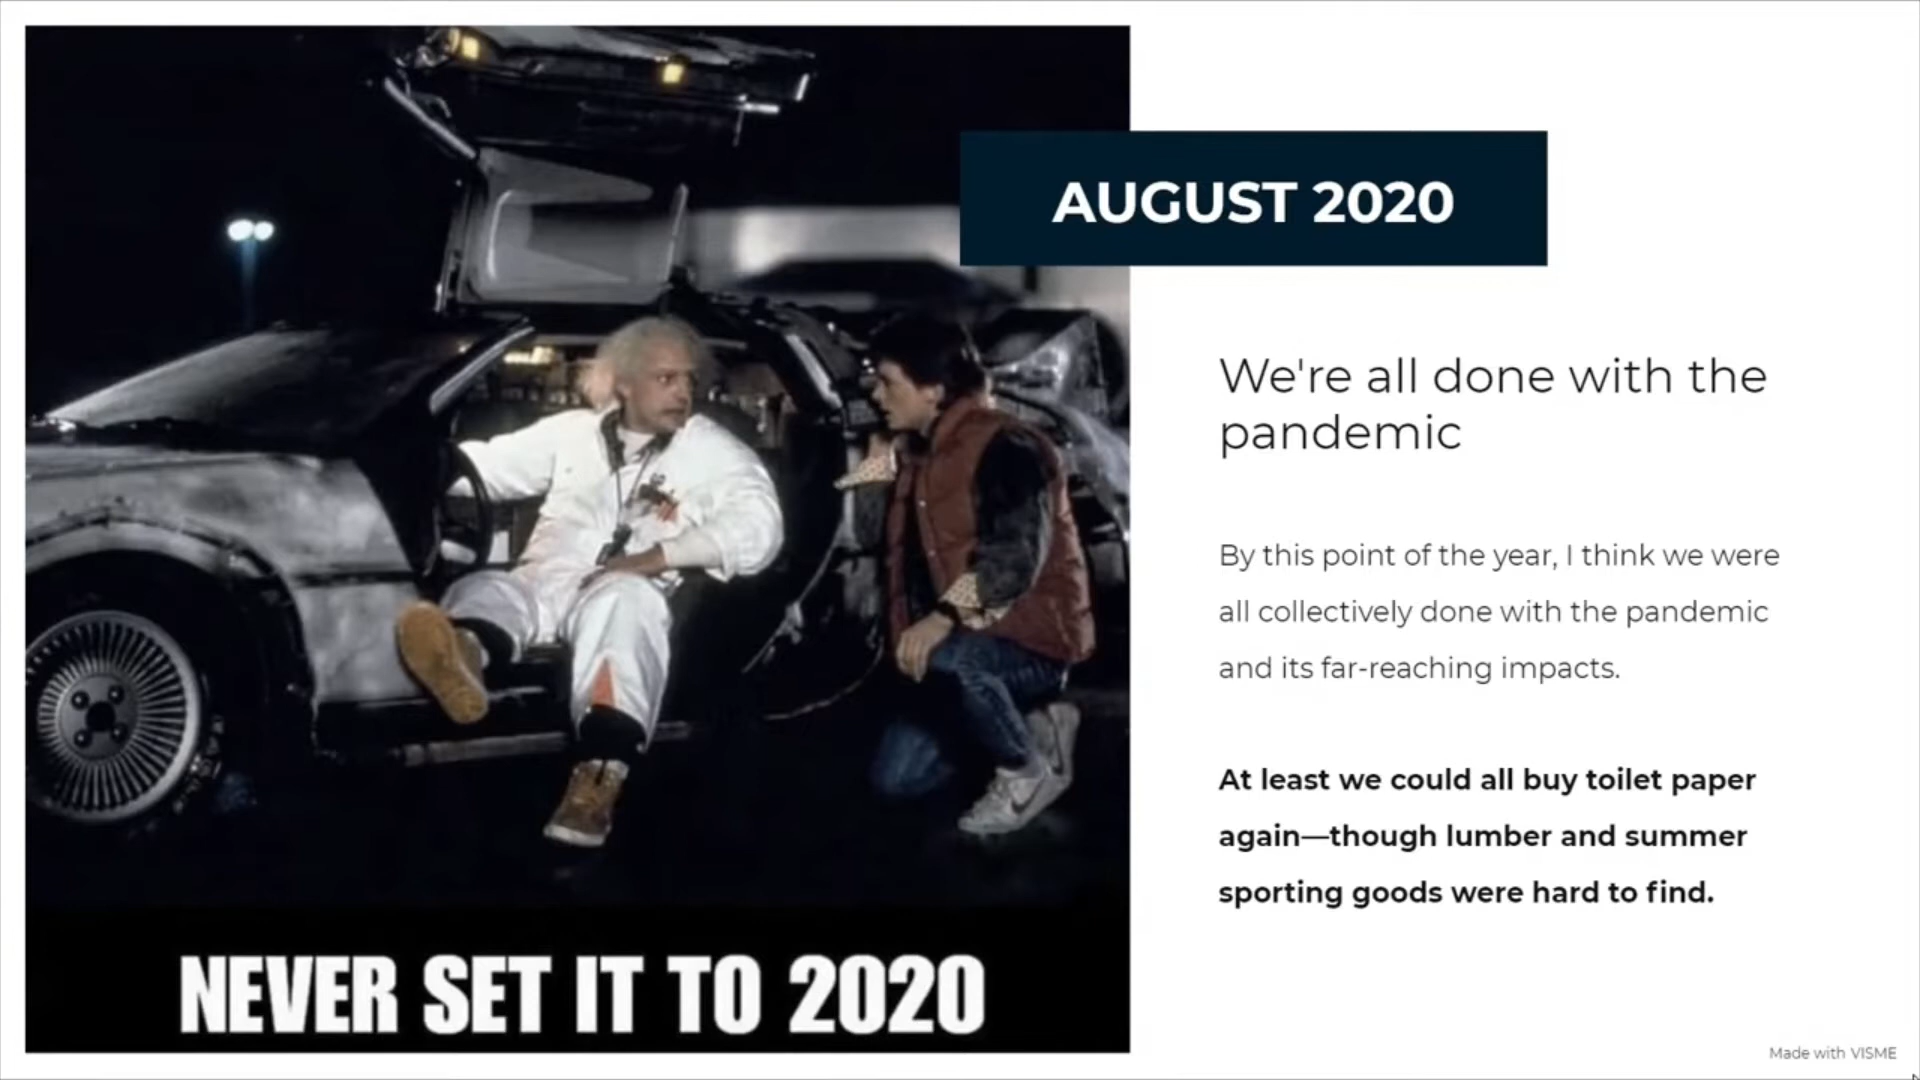 AUGUST 2020
We're all done with the
pandemic
By this point of the year, I think we were
all collectively done with the pandemic
and its far-reaching impacts.
At least we could all buy toilet paper
again—though lumber and summer
sporting goods were hard to find.
NEVER SET IT TO 2020
Made with VISME